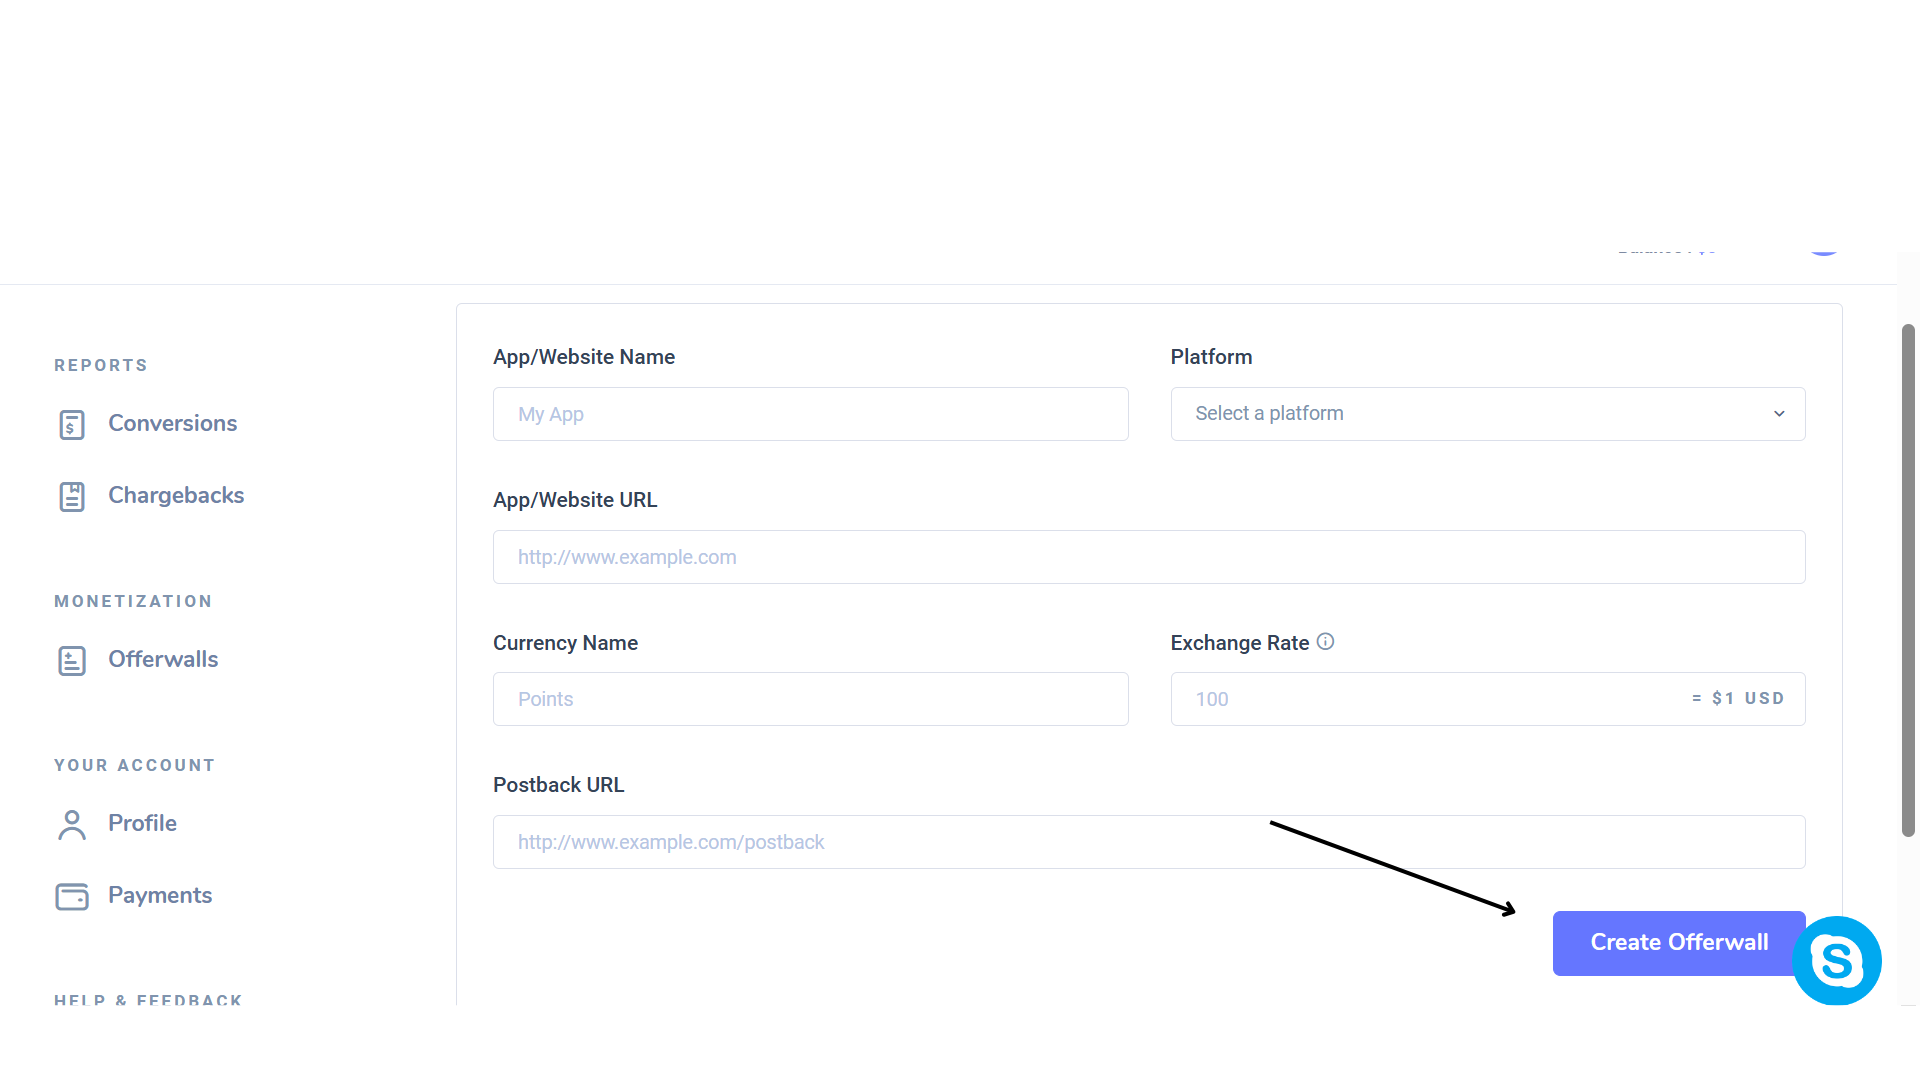 REPORTS
Conversions
Chargebacks
MONETIZATION
Offerwalls
YOUR ACCOUNT
Profile
Payments
HELP & FEEDBACK
App/Website Name
My App
Platform
Select a platform
App/Website URL
http://www.example.com
Currency Name
Points
Exchange Rate
100 = $1 USD
Postback URL
http://www.example.com/postback
Create Offerwall